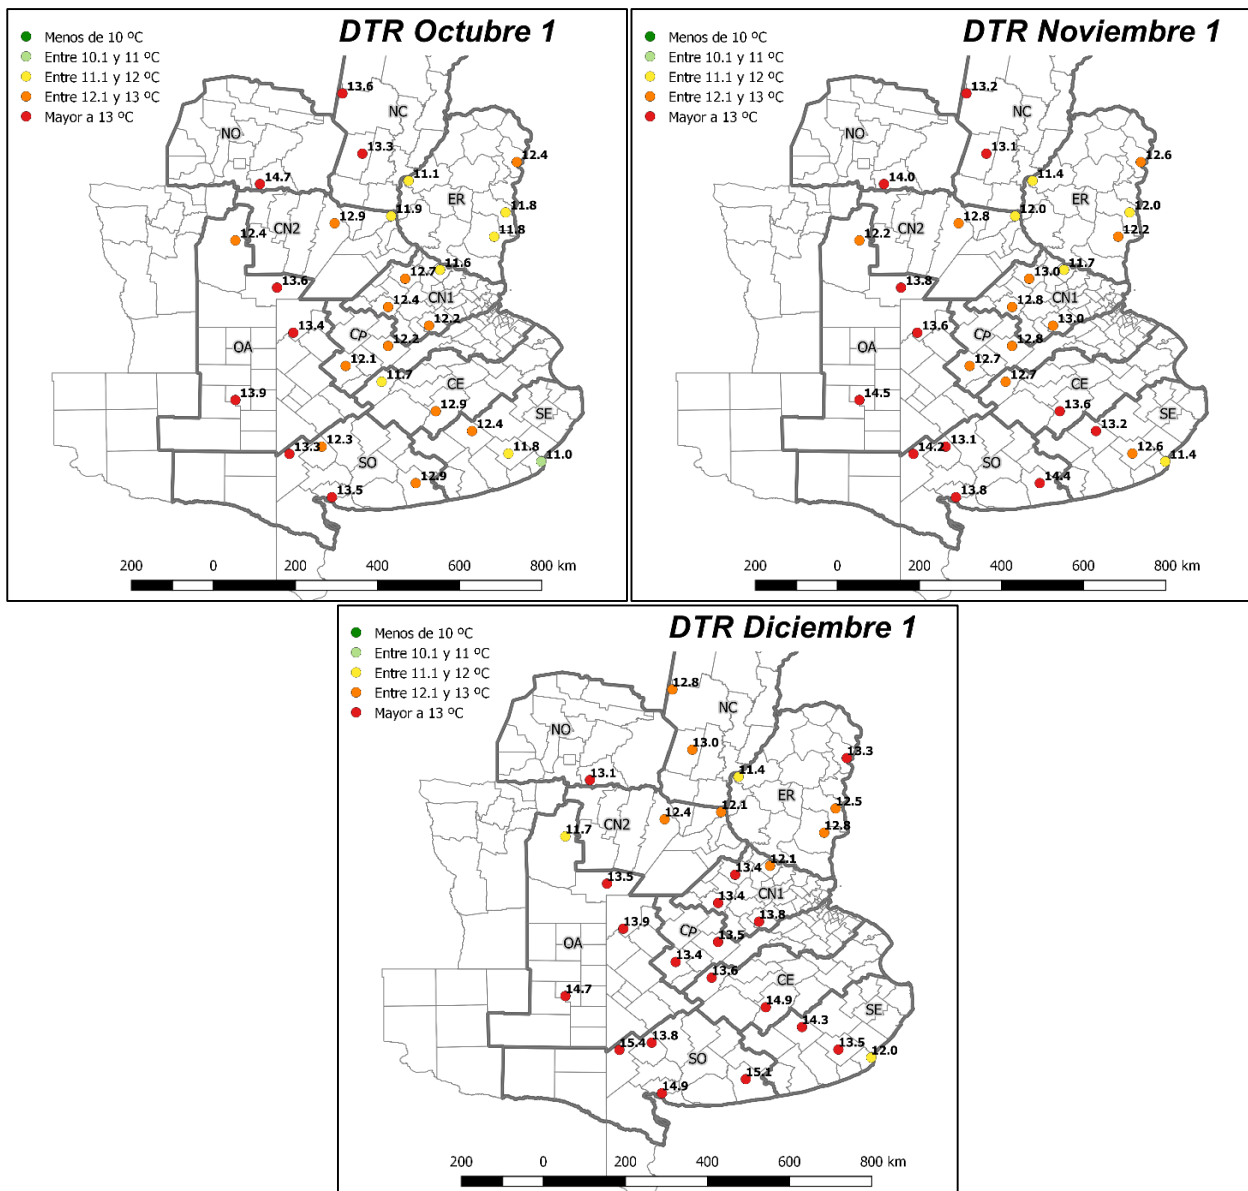 DTR Octubre 1
Menos de 10 ºC
Entre 10.1 y 11 ºC
Entre 11.1 y 12 ºC
Entre 12.1 y 13 ºC
Mayor a 13 ºC
13.6
NC
NO
13.3
12.4
14.7
11.1
ER
11.9
11.8
12.9
CN2
12.4
11.8
11.6
12.7
13.6
CN1
12.4
12.2
13.4
CP
12.2
OA
12.1
11.7
CE
13.9
12.9
SE
12.4
12.3
13.3
11.8
SO
11.0
12.9
13.5
200 0 200 400 600 800 km
DTR Noviembre 1
Menos de 10 ºC
Entre 10.1 y 11 ºC
Entre 11.1 y 12 ºC
Entre 12.1 y 13 ºC
Mayor a 13 ºC
13.2
NC
NO
13.1
12.6
14.0
11.4
ER
12.0
12.0
12.8
CN2
12.2
12.2
11.7
13.0
13.8
CN1
12.8
13.0
13.6
CP
12.8
OA
12.7
12.7
CE
14.5
13.6
SE
13.2
13.1
14.2
12.6
SO
11.4
14.4
13.8
200 0 200 400 600 800 km
DTR Diciembre 1
Menos de 10 ºC
Entre 10.1 y 11 ºC
Entre 11.1 y 12 ºC
Entre 12.1 y 13 ºC
Mayor a 13 ºC
12.8
NC
NO
13.0
13.3
13.1
11.4
ER
12.1
12.5
12.4
CN2
11.7
12.8
12.1
13.4
13.5
CN1
13.4
13.8
13.9
CP
13.5
OA
13.4
13.6
CE
14.7
14.9
SE
14.3
13.8
15.4
13.5
SO
12.0
15.1
14.9
200 0 200 400 600 800 km